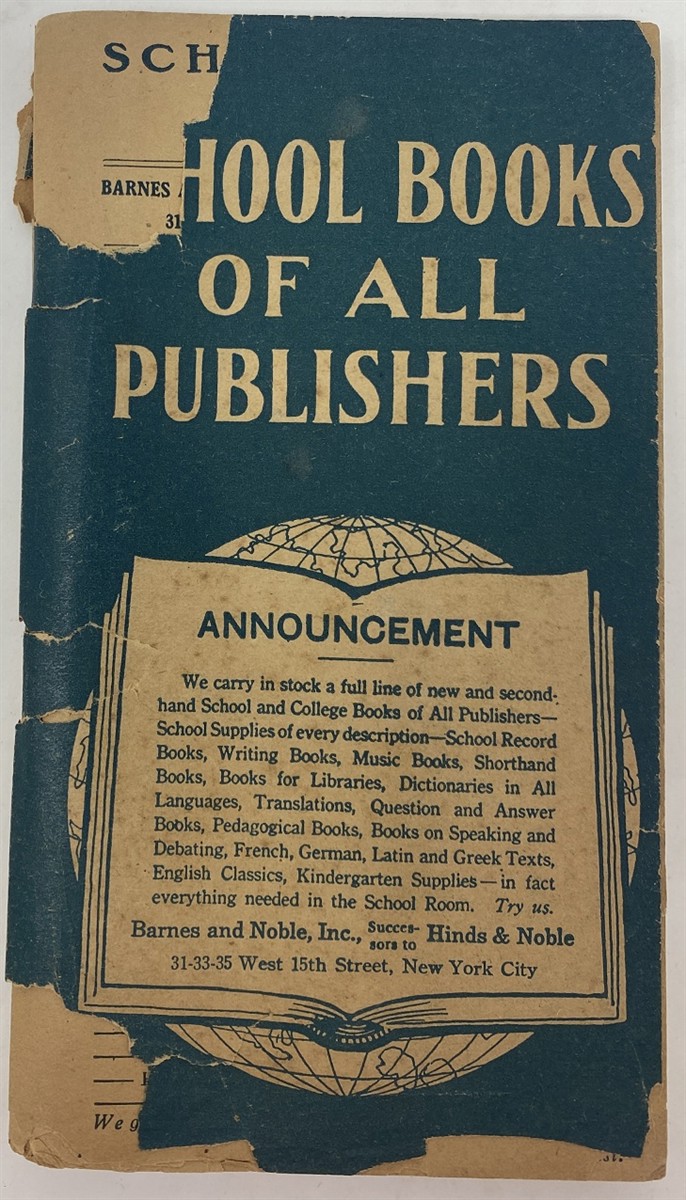 SCH
BARNES
31
HOOL BOOKS
OF ALL
PUBLISHERS
ANNOUNCEMENT
We carry in stock a full line of new and second-
hand School and College Books of All Publishers—
School Supplies of every description—School Record
Books, Writing Books, Music Books, Shorthand
Books, Books for Libraries, Dictionaries in All
Languages, Translations, Question and Answer
Books, Pedagogical Books, Books on Speaking and
Debating, French, German, Latin and Greek Texts,
English Classics, Kindergarten Supplies—in fact
everything needed in the School Room. Try us.
Barnes and Noble, Inc., Succes-sors to Hinds & Noble
31-33-35 West 15th Street, New York City
We g